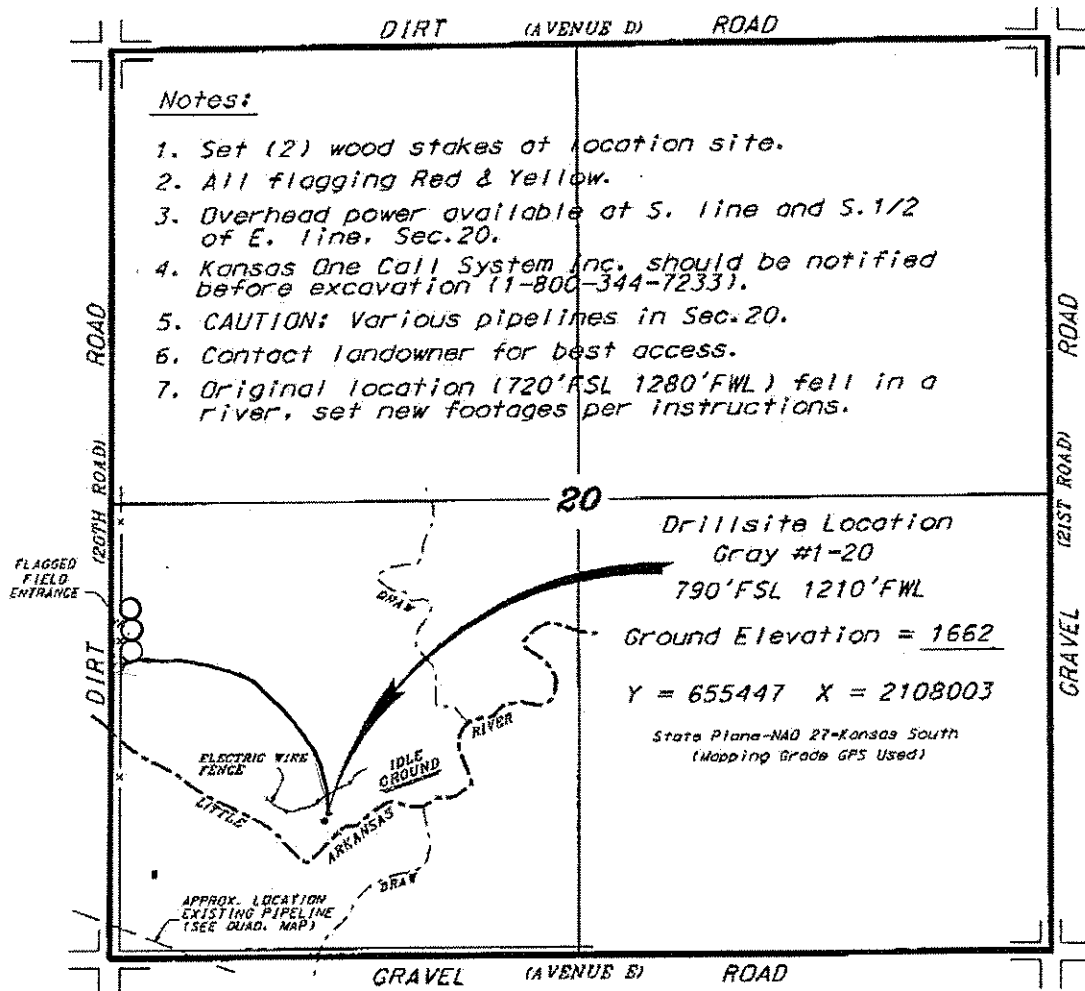 DIRT (AVENUE D) ROAD
Notes:
1. Set (2) wood stakes at location site.
2. All flagging Red & Yellow.
3. Overhead power available at S. line and S.1/2
of E. line, Sec.20.
4. Kansas One Call System Inc. should be notified
before excavation (1-800-344-7233).
5. CAUTION: Various pipelines in Sec.20.
6. Contact landowner for best access.
7. Original location (720'FSL 1280'FWL) fell in a
river, set new footages per instructions.
DIRT (20TH ROAD) ROAD
GRAVEL (21ST ROAD) ROAD
20
Drillsite Location
Gray #1-20
790'FSL 1210'FWL
Ground Elevation = 1662
Y = 655447 X = 2108003
State Plane-NAD 27-Kansas South
(Mapping Grade GPS Used)
FLAGGED
FIELD
ENTRANCE
DRAW
RIVER
ELECTRIC WIRE
FENCE
IDLE
GROUND
LITTLE
ARKANSAS
DRAW
APPROX. LOCATION
EXISTING PIPELINE
(SEE QUAD. MAP)
GRAVEL (AVENUE E) ROAD